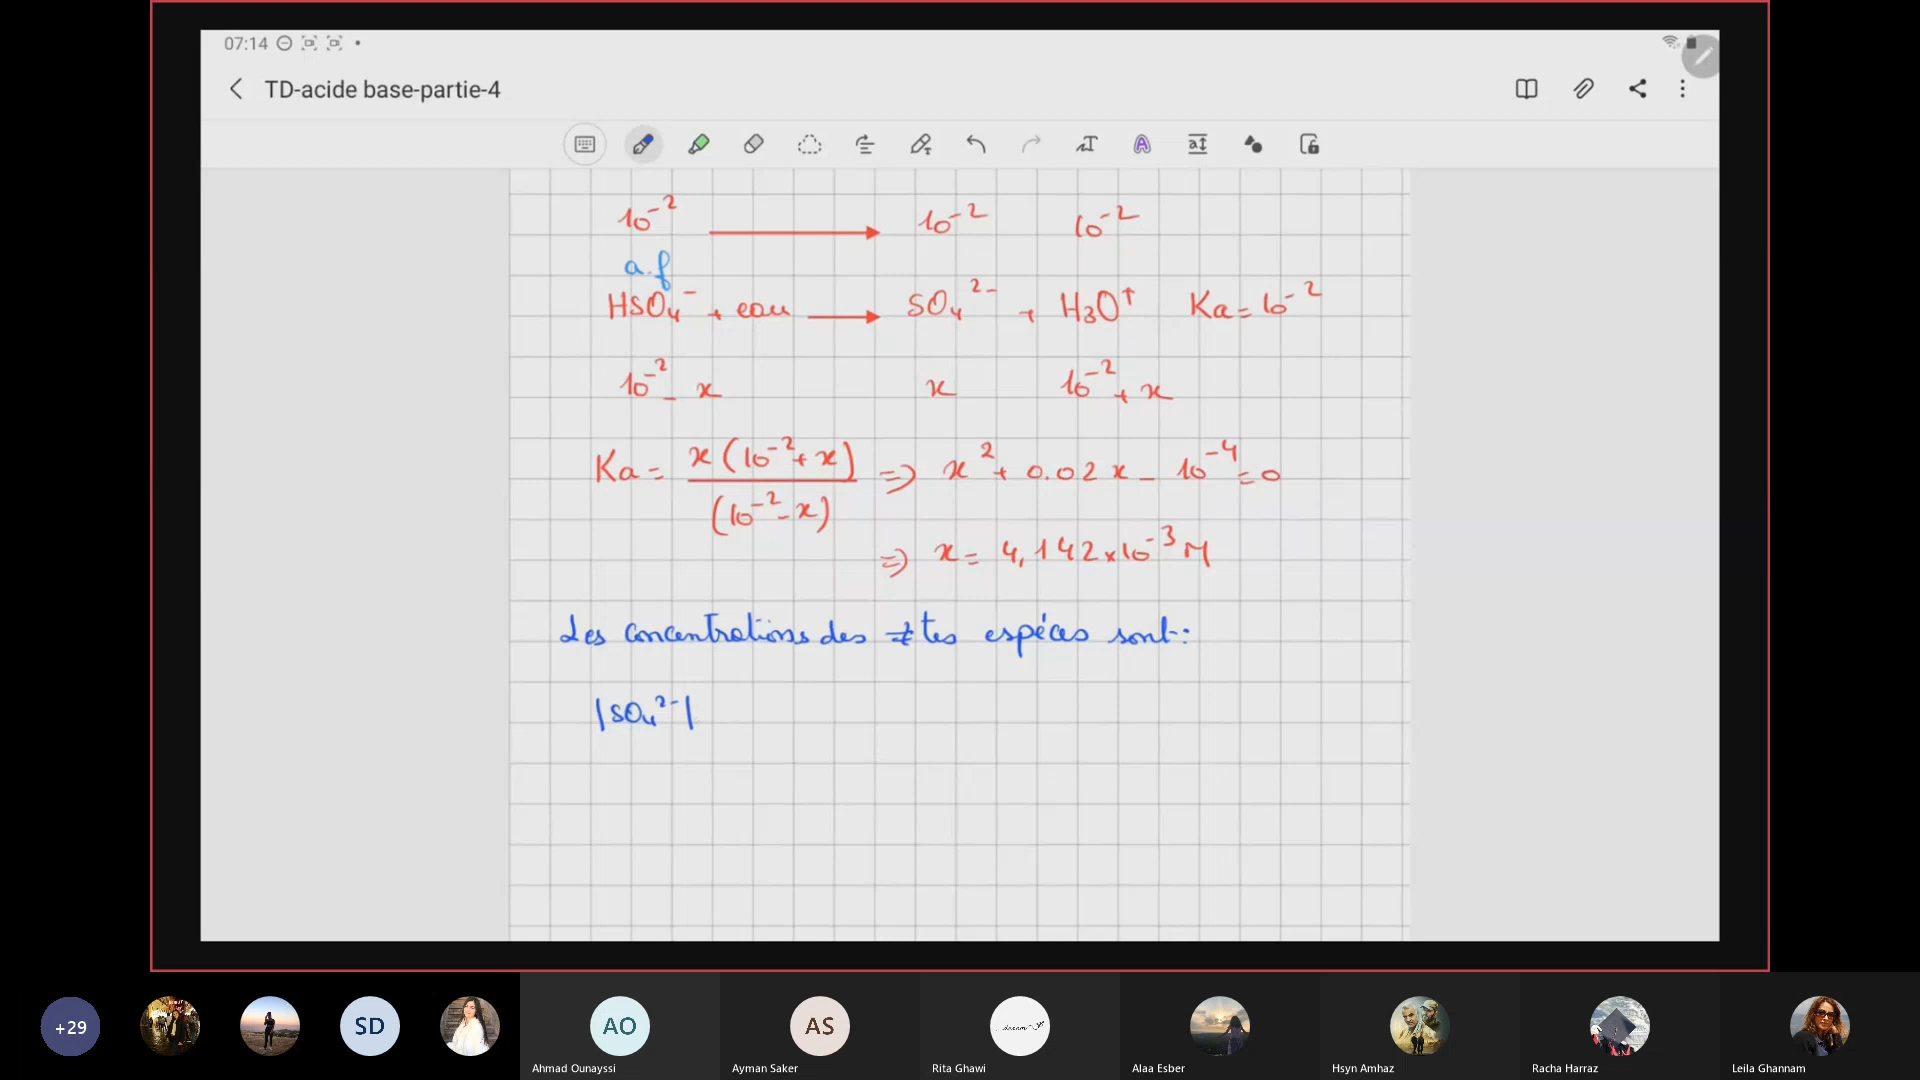 07:14
TD-acide base-partie-4
10⁻² ⟶ 10⁻² 10⁻²
a.f
HSO₄⁻ + eau ⟶ SO₄²⁻ + H₃O⁺ Ka = 10⁻²
10⁻² - x x 10⁻² + x
Ka = x(10⁻² + x) / (10⁻² - x) => x² + 0.02x - 10⁻⁴ = 0
=> x = 4,142 × 10⁻³ M
Les concentrations des ≠tes espéces sont:
|SO₄²⁻|
+29
SD
AO
AS
dream
Ahmad Ounayssi
Ayman Saker
Rita Ghawi
Alaa Esber
Hsyn Amhaz
Racha Harraz
Leila Ghannam